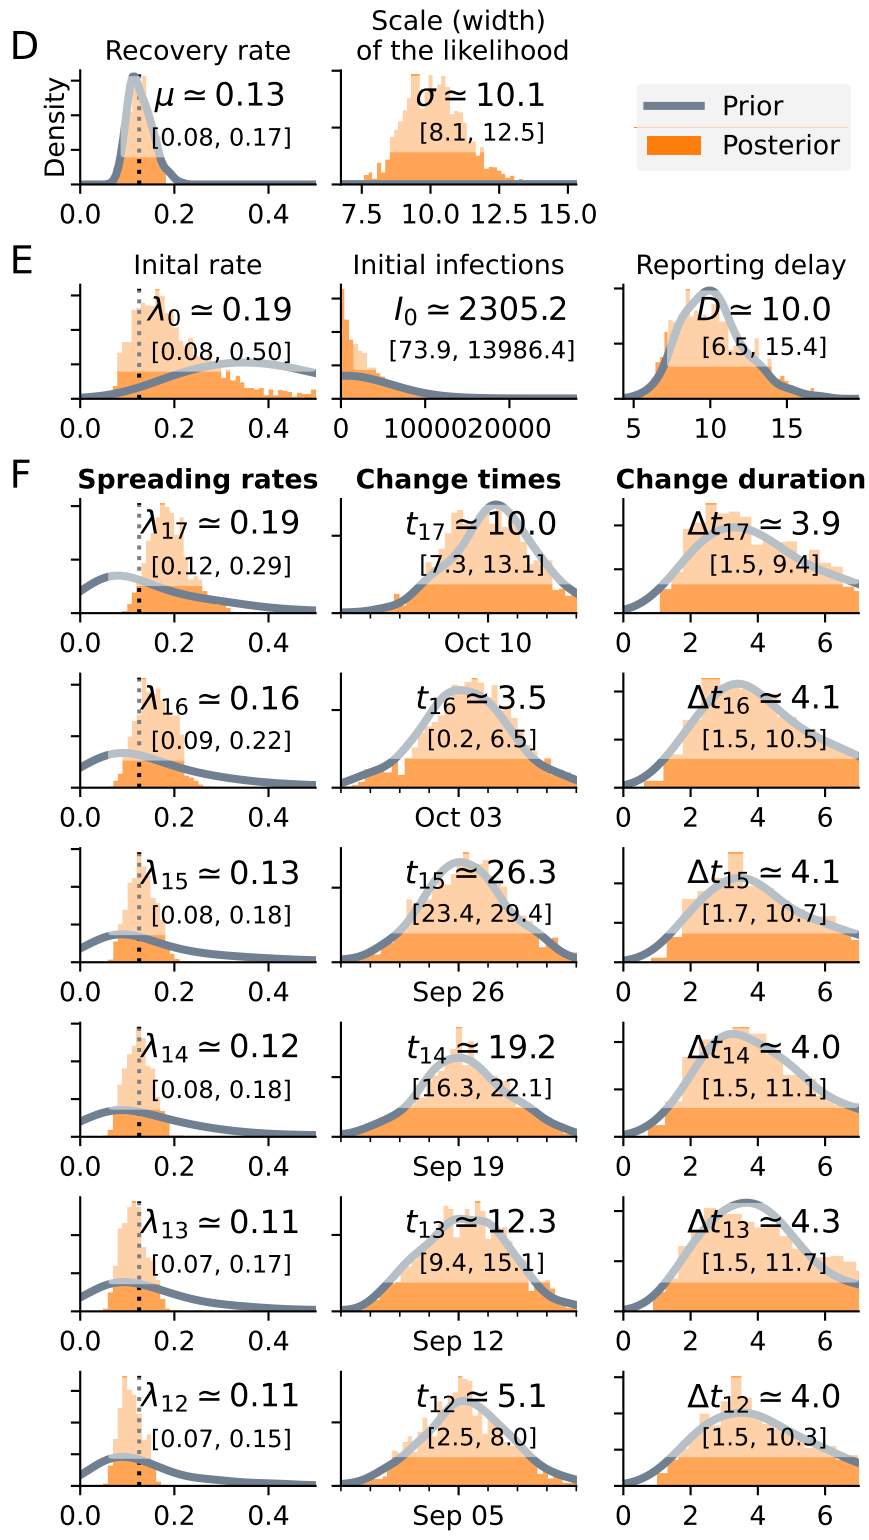 D
Recovery rate
Scale (width)
of the likelihood
Density
μ ≃ 0.13
[0.08, 0.17]
σ ≃ 10.1
[8.1, 12.5]
Prior
Posterior
0.0 0.2 0.4
7.5 10.0 12.5 15.0
E
Inital rate
Initial infections
Reporting delay
λ0 ≃ 0.19
[0.08, 0.50]
I0 ≃ 2305.2
[73.9, 13986.4]
D ≃ 10.0
[6.5, 15.4]
0.0 0.2 0.4
0 10000 20000
5 10 15
F
Spreading rates Change times Change duration
λ17 ≃ 0.19
[0.12, 0.29]
t17 ≃ 10.0
[7.3, 13.1]
Δt17 ≃ 3.9
[1.5, 9.4]
0.0 0.2 0.4
Oct 10
0 2 4 6
λ16 ≃ 0.16
[0.09, 0.22]
t16 ≃ 3.5
[0.2, 6.5]
Δt16 ≃ 4.1
[1.5, 10.5]
0.0 0.2 0.4
Oct 03
0 2 4 6
λ15 ≃ 0.13
[0.08, 0.18]
t15 ≃ 26.3
[23.4, 29.4]
Δt15 ≃ 4.1
[1.7, 10.7]
0.0 0.2 0.4
Sep 26
0 2 4 6
λ14 ≃ 0.12
[0.08, 0.18]
t14 ≃ 19.2
[16.3, 22.1]
Δt14 ≃ 4.0
[1.5, 11.1]
0.0 0.2 0.4
Sep 19
0 2 4 6
λ13 ≃ 0.11
[0.07, 0.17]
t13 ≃ 12.3
[9.4, 15.1]
Δt13 ≃ 4.3
[1.5, 11.7]
0.0 0.2 0.4
Sep 12
0 2 4 6
λ12 ≃ 0.11
[0.07, 0.15]
t12 ≃ 5.1
[2.5, 8.0]
Δt12 ≃ 4.0
[1.5, 10.3]
0.0 0.2 0.4
Sep 05
0 2 4 6